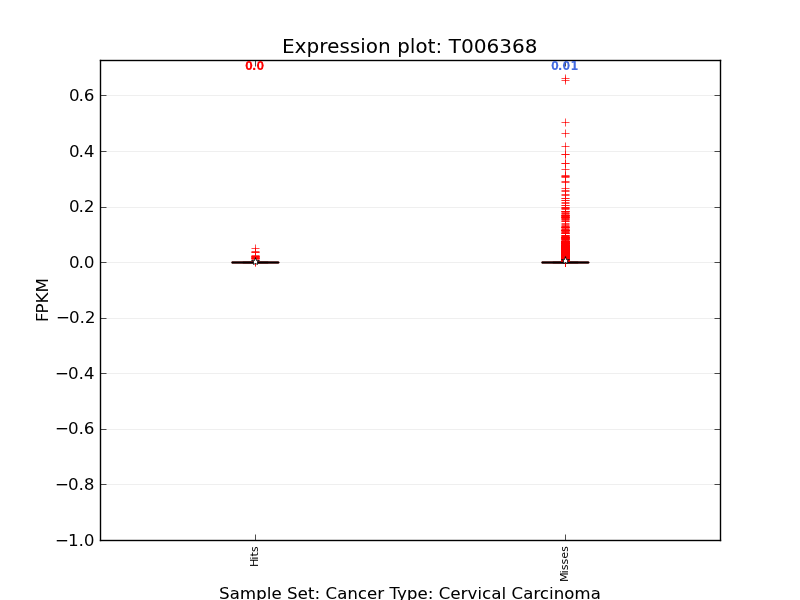 Expression plot: T006368
0.0
0.01
0.6
0.4
0.2
0.0
−0.2
−0.4
−0.6
−0.8
−1.0
FPKM
Hits
Misses
Sample Set: Cancer Type: Cervical Carcinoma